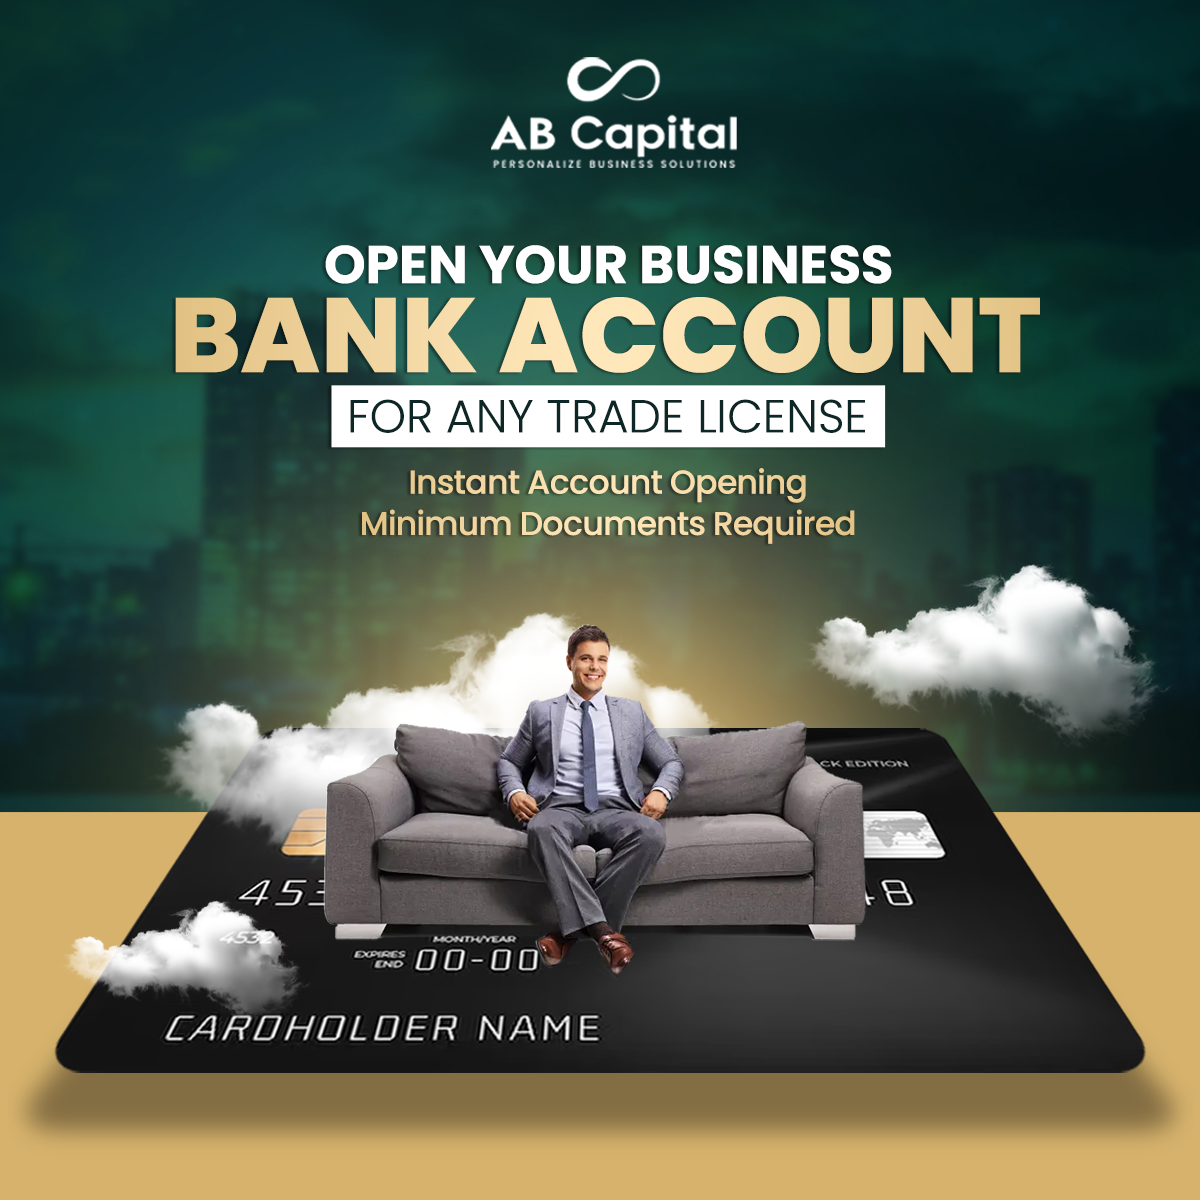 AB Capital
PERSONALIZE BUSINESS SOLUTIONS
OPEN YOUR BUSINESS
BANK ACCOUNT
FOR ANY TRADE LICENSE
Instant Account Opening
Minimum Documents Required
CK EDITION
453
48
4532
MONTH/YEAR
EXPIRES
END
00-00
CARDHOLDER NAME